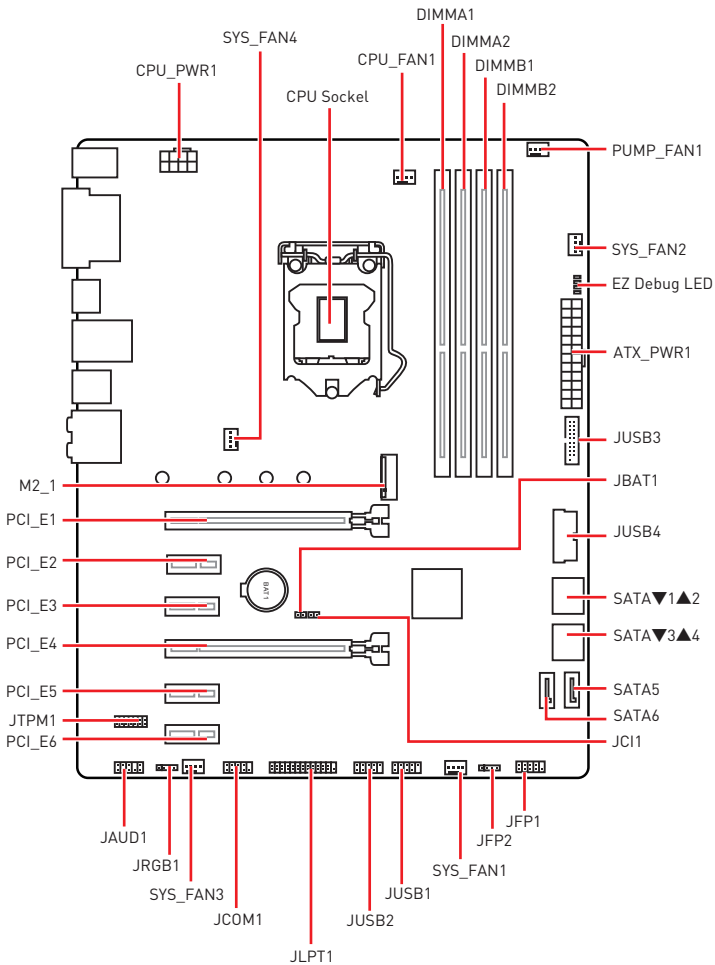 DIMMA1
SYS_FAN4
DIMMA2
CPU_FAN1
DIMMB1
CPU_PWR1
DIMMB2
CPU Sockel
PUMP_FAN1
SYS_FAN2
EZ Debug LED
ATX_PWR1
JUSB3
JBAT1
M2_1
PCI_E1
JUSB4
PCI_E2
BAT1
SATA▼1▲2
PCI_E3
SATA▼3▲4
PCI_E4
PCI_E5
SATA5
JTPM1
SATA6
PCI_E6
JCI1
JAUD1
JFP1
JRGB1
JFP2
SYS_FAN3
SYS_FAN1
JCOM1
JUSB2
JUSB1
JLPT1